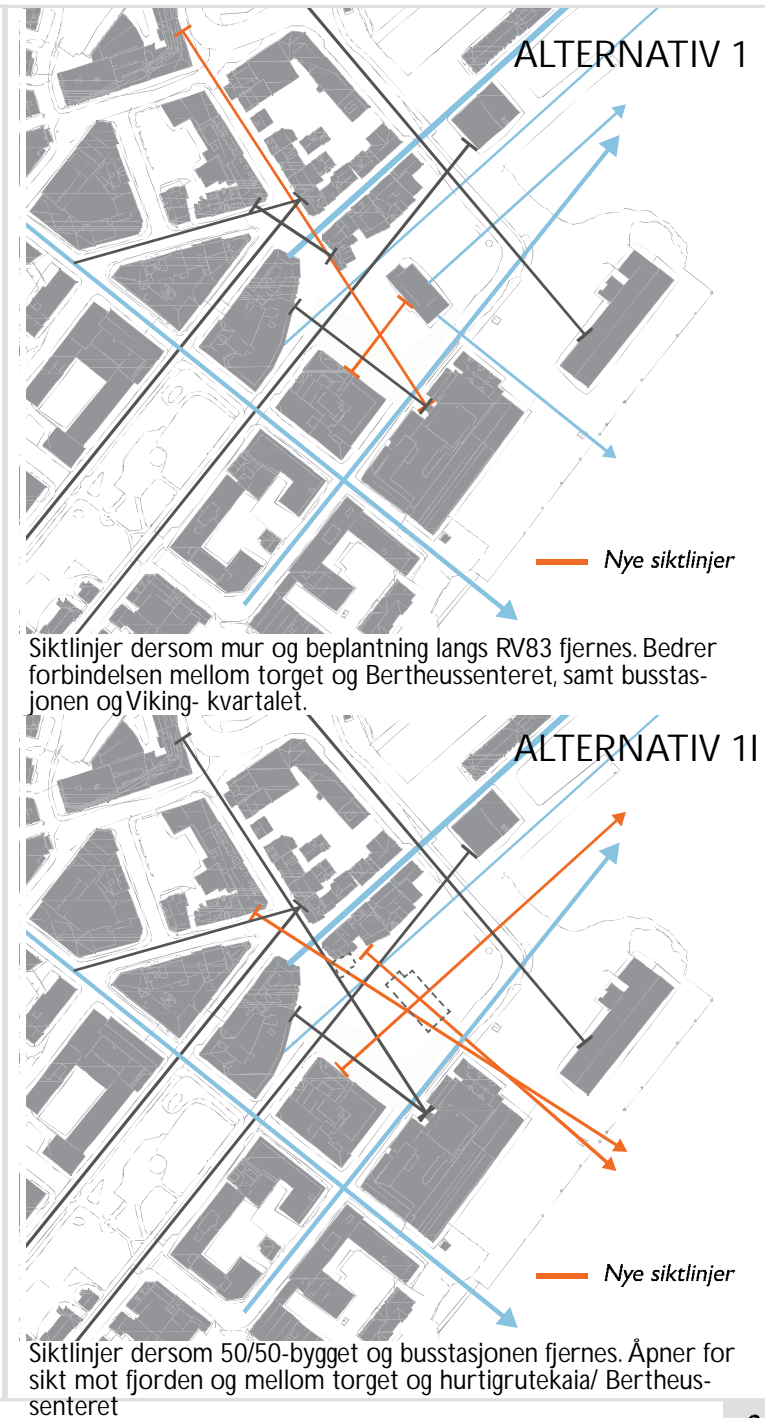 ALTERNATIV 1
Nye siktlinjer
Siktlinjer dersom mur og beplantning langs RV83 fjernes. Bedrer
forbindelsen mellom torget og Bertheussenteret, samt busstas-
jonen og Viking- kvartalet.
ALTERNATIV 1I
Nye siktlinjer
Siktlinjer dersom 50/50-bygget og busstasjonen fjernes. Åpner for
sikt mot fjorden og mellom torget og hurtigrutekaia/ Bertheus-
senteret